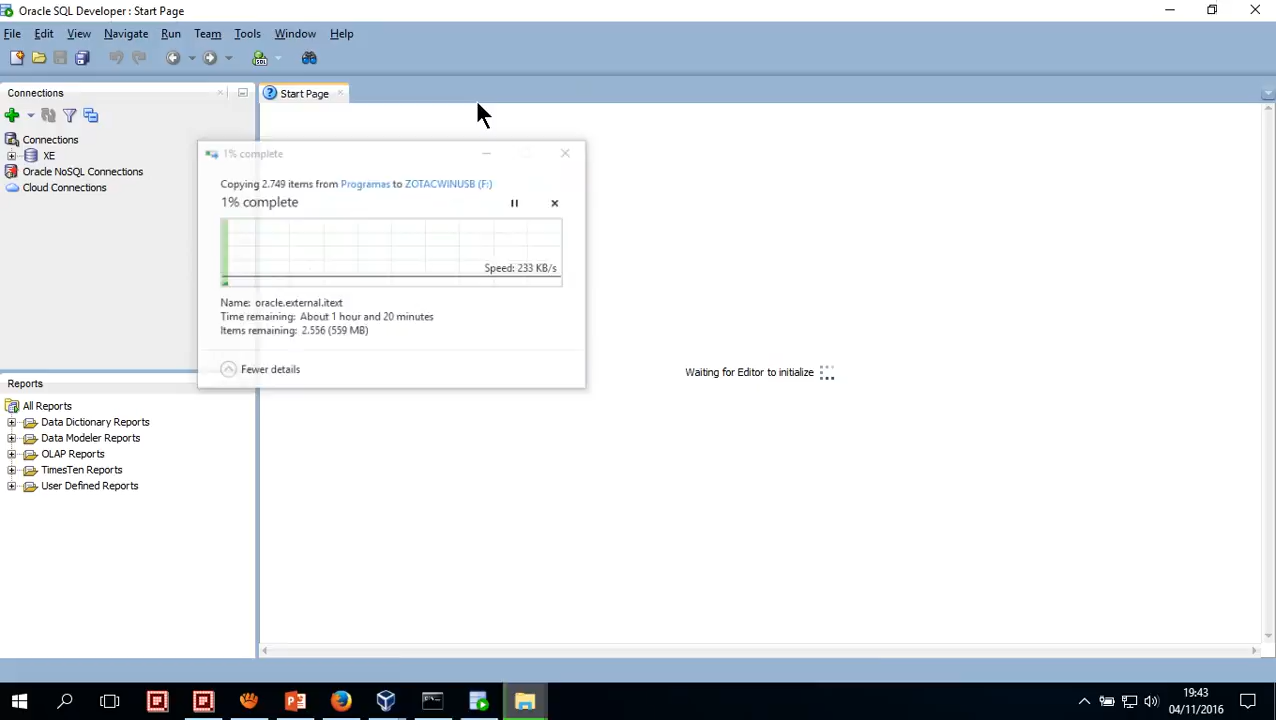 Oracle SQL Developer : Start Page
File Edit View Navigate Run Team Tools Window Help
SQL
Connections
Start Page
Connections
XE
Oracle NoSQL Connections
Cloud Connections
1% complete
Copying 2.749 items from Programas to ZOTACWINUSB (F:)
1% complete
Speed: 233 KB/s
Name: oracle.external.itext
Time remaining: About 1 hour and 20 minutes
Items remaining: 2.556 (559 MB)
Fewer details
Waiting for Editor to initialize
Reports
All Reports
Data Dictionary Reports
Data Modeler Reports
OLAP Reports
TimesTen Reports
User Defined Reports
19:43
04/11/2016